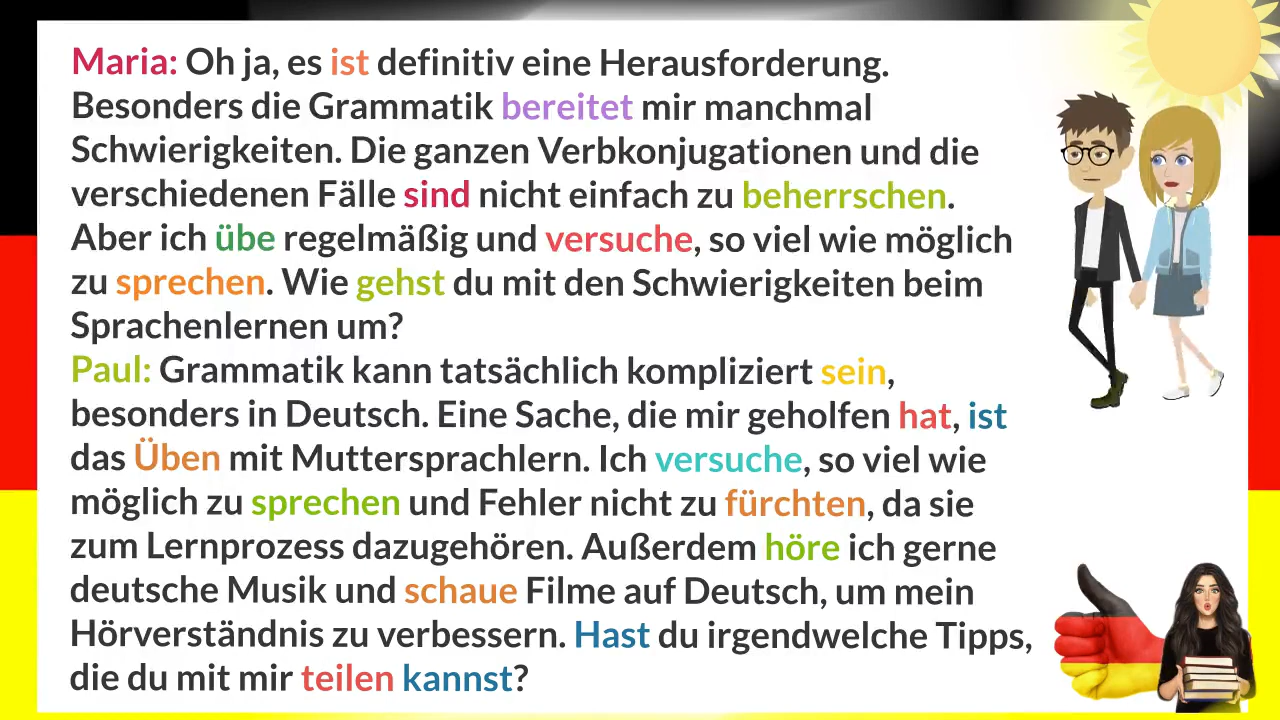 Maria: Oh ja, es ist definitiv eine Herausforderung.
Besonders die Grammatik bereitet mir manchmal
Schwierigkeiten. Die ganzen Verbkonjugationen und die
verschiedenen Fälle sind nicht einfach zu beherrschen.
Aber ich übe regelmäßig und versuche, so viel wie möglich
zu sprechen. Wie gehst du mit den Schwierigkeiten beim
Sprachenlernen um?
Paul: Grammatik kann tatsächlich kompliziert sein,
besonders in Deutsch. Eine Sache, die mir geholfen hat, ist
das Üben mit Muttersprachlern. Ich versuche, so viel wie
möglich zu sprechen und Fehler nicht zu fürchten, da sie
zum Lernprozess dazugehören. Außerdem höre ich gerne
deutsche Musik und schaue Filme auf Deutsch, um mein
Hörverständnis zu verbessern. Hast du irgendwelche Tipps,
die du mit mir teilen kannst?